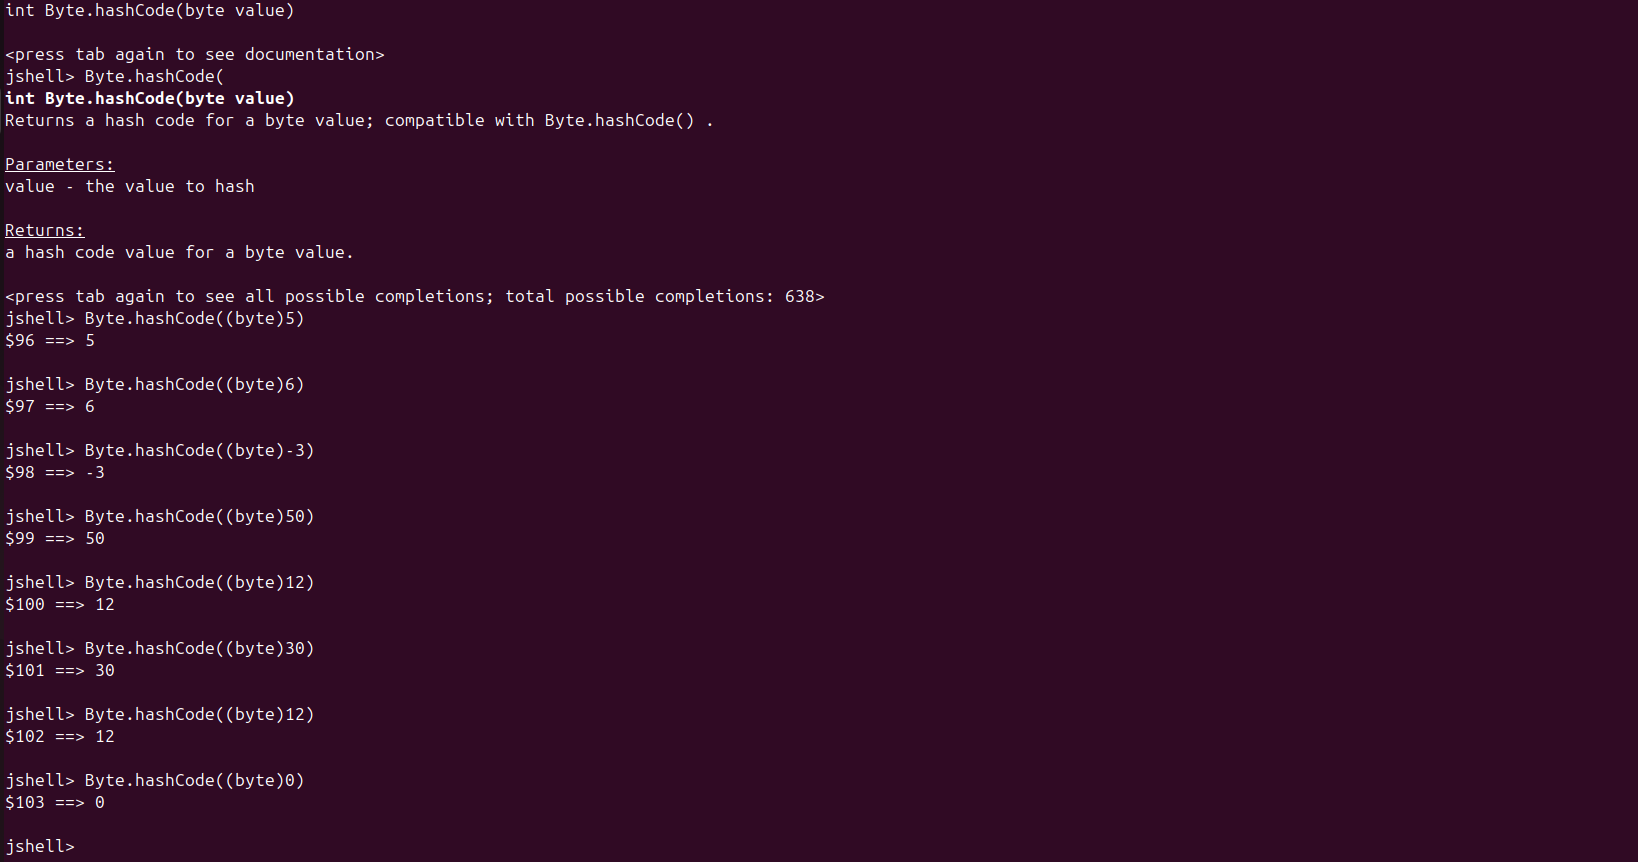 int Byte.hashCode(byte value)
<press tab again to see documentation>
jshell> Byte.hashCode(
int Byte.hashCode(byte value)
Returns a hash code for a byte value; compatible with Byte.hashCode() .
Parameters:
value - the value to hash
Returns:
a hash code value for a byte value.
<press tab again to see all possible completions; total possible completions: 638>
jshell> Byte.hashCode((byte)5)
$96 ==> 5
jshell> Byte.hashCode((byte)6)
$97 ==> 6
jshell> Byte.hashCode((byte)-3)
$98 ==> -3
jshell> Byte.hashCode((byte)50)
$99 ==> 50
jshell> Byte.hashCode((byte)12)
$100 ==> 12
jshell> Byte.hashCode((byte)30)
$101 ==> 30
jshell> Byte.hashCode((byte)12)
$102 ==> 12
jshell> Byte.hashCode((byte)0)
$103 ==> 0
jshell>